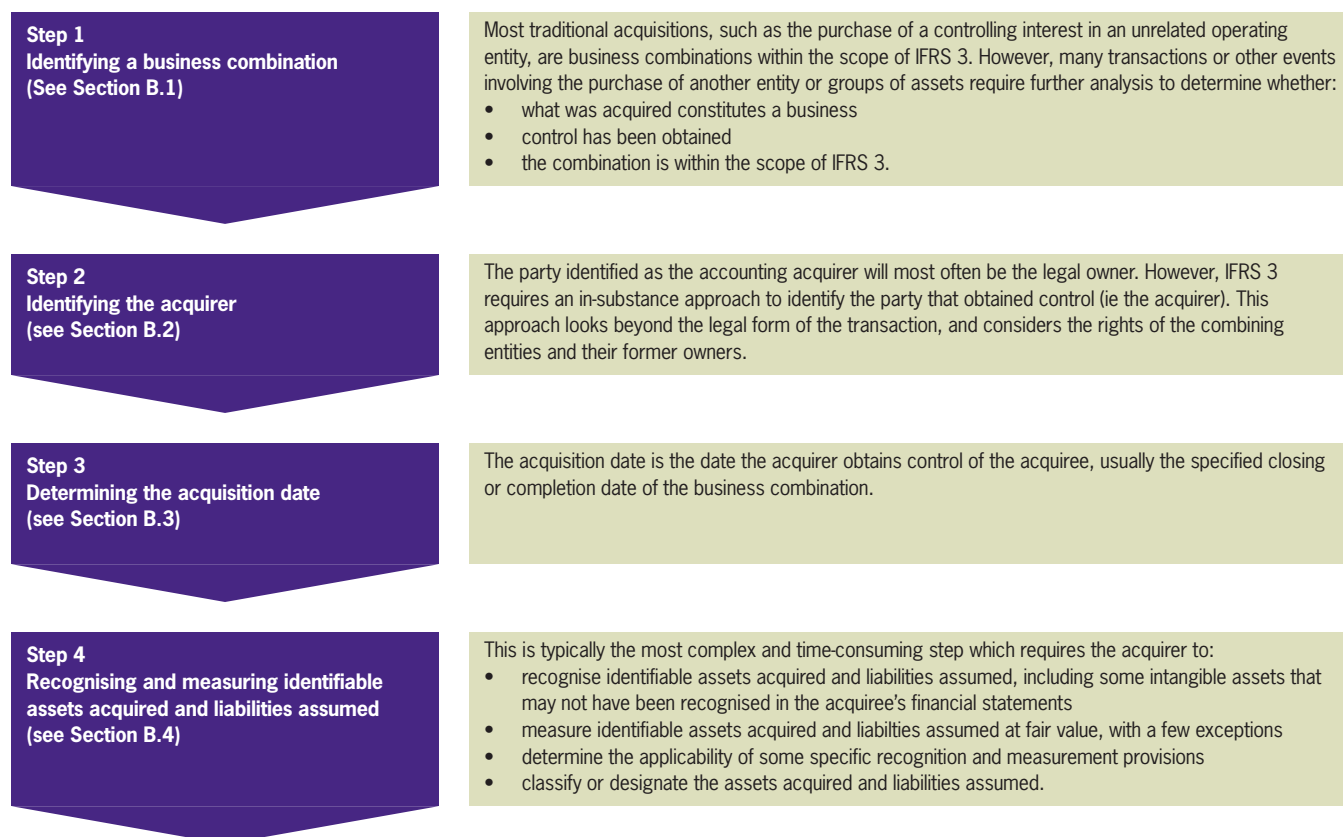 Step 1
Identifying a business combination
(See Section B.1)
Most traditional acquisitions, such as the purchase of a controlling interest in an unrelated operating
entity, are business combinations within the scope of IFRS 3. However, many transactions or other events
involving the purchase of another entity or groups of assets require further analysis to determine whether:
• what was acquired constitutes a business
• control has been obtained
• the combination is within the scope of IFRS 3.
Step 2
Identifying the acquirer
(see Section B.2)
The party identified as the accounting acquirer will most often be the legal owner. However, IFRS 3
requires an in-substance approach to identify the party that obtained control (ie the acquirer). This
approach looks beyond the legal form of the transaction, and considers the rights of the combining
entities and their former owners.
Step 3
Determining the acquisition date
(see Section B.3)
The acquisition date is the date the acquirer obtains control of the acquiree, usually the specified closing
or completion date of the business combination.
Step 4
Recognising and measuring identifiable
assets acquired and liabilities assumed
(see Section B.4)
This is typically the most complex and time-consuming step which requires the acquirer to:
• recognise identifiable assets acquired and liabilities assumed, including some intangible assets that
may not have been recognised in the acquiree's financial statements
• measure identifiable assets acquired and liabilties assumed at fair value, with a few exceptions
• determine the applicability of some specific recognition and measurement provisions
• classify or designate the assets acquired and liabilities assumed.